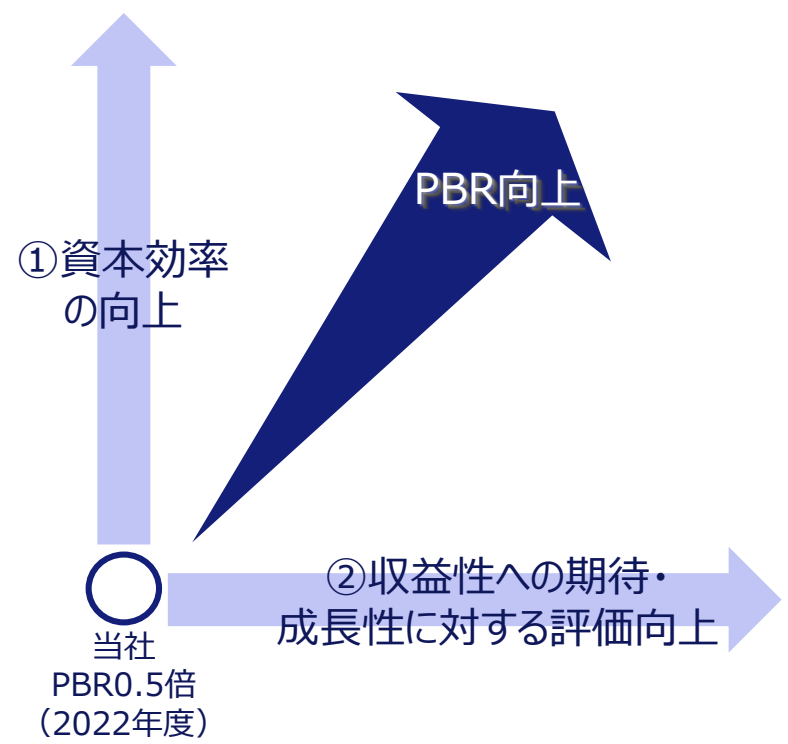 PBR向上
①資本効率
の向上
②収益性への期待・
成長性に対する評価向上
当社
PBR0.5倍
（2022年度）